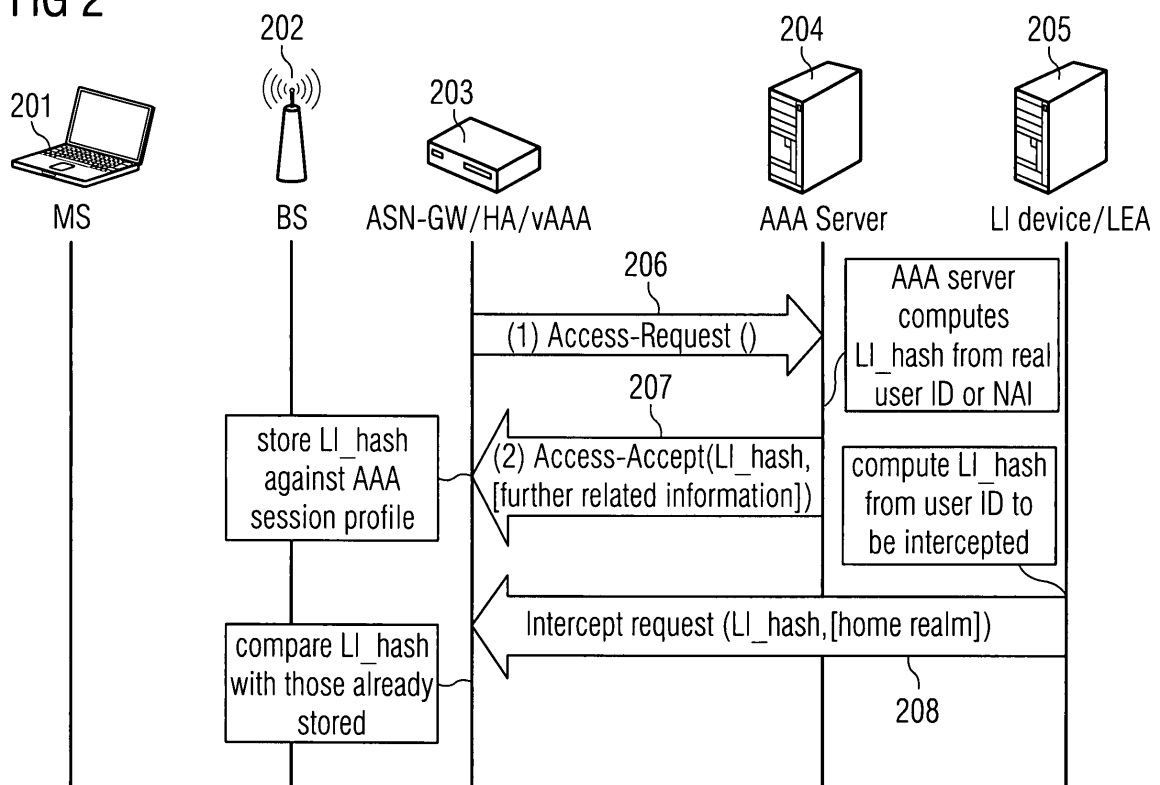 FIG 2
201
202
203
204
205
MS
BS
ASN-GW/HA/vAAA
AAA Server
LI device/LEA
206
(1) Access-Request ()
AAA server
computes
LI_hash from real
user ID or NAI
207
(2) Access-Accept(LI_hash,
[further related information])
store LI_hash
against AAA
session profile
compute LI_hash
from user ID to
be intercepted
Intercept request (LI_hash,[home realm])
208
compare LI_hash
with those already
stored